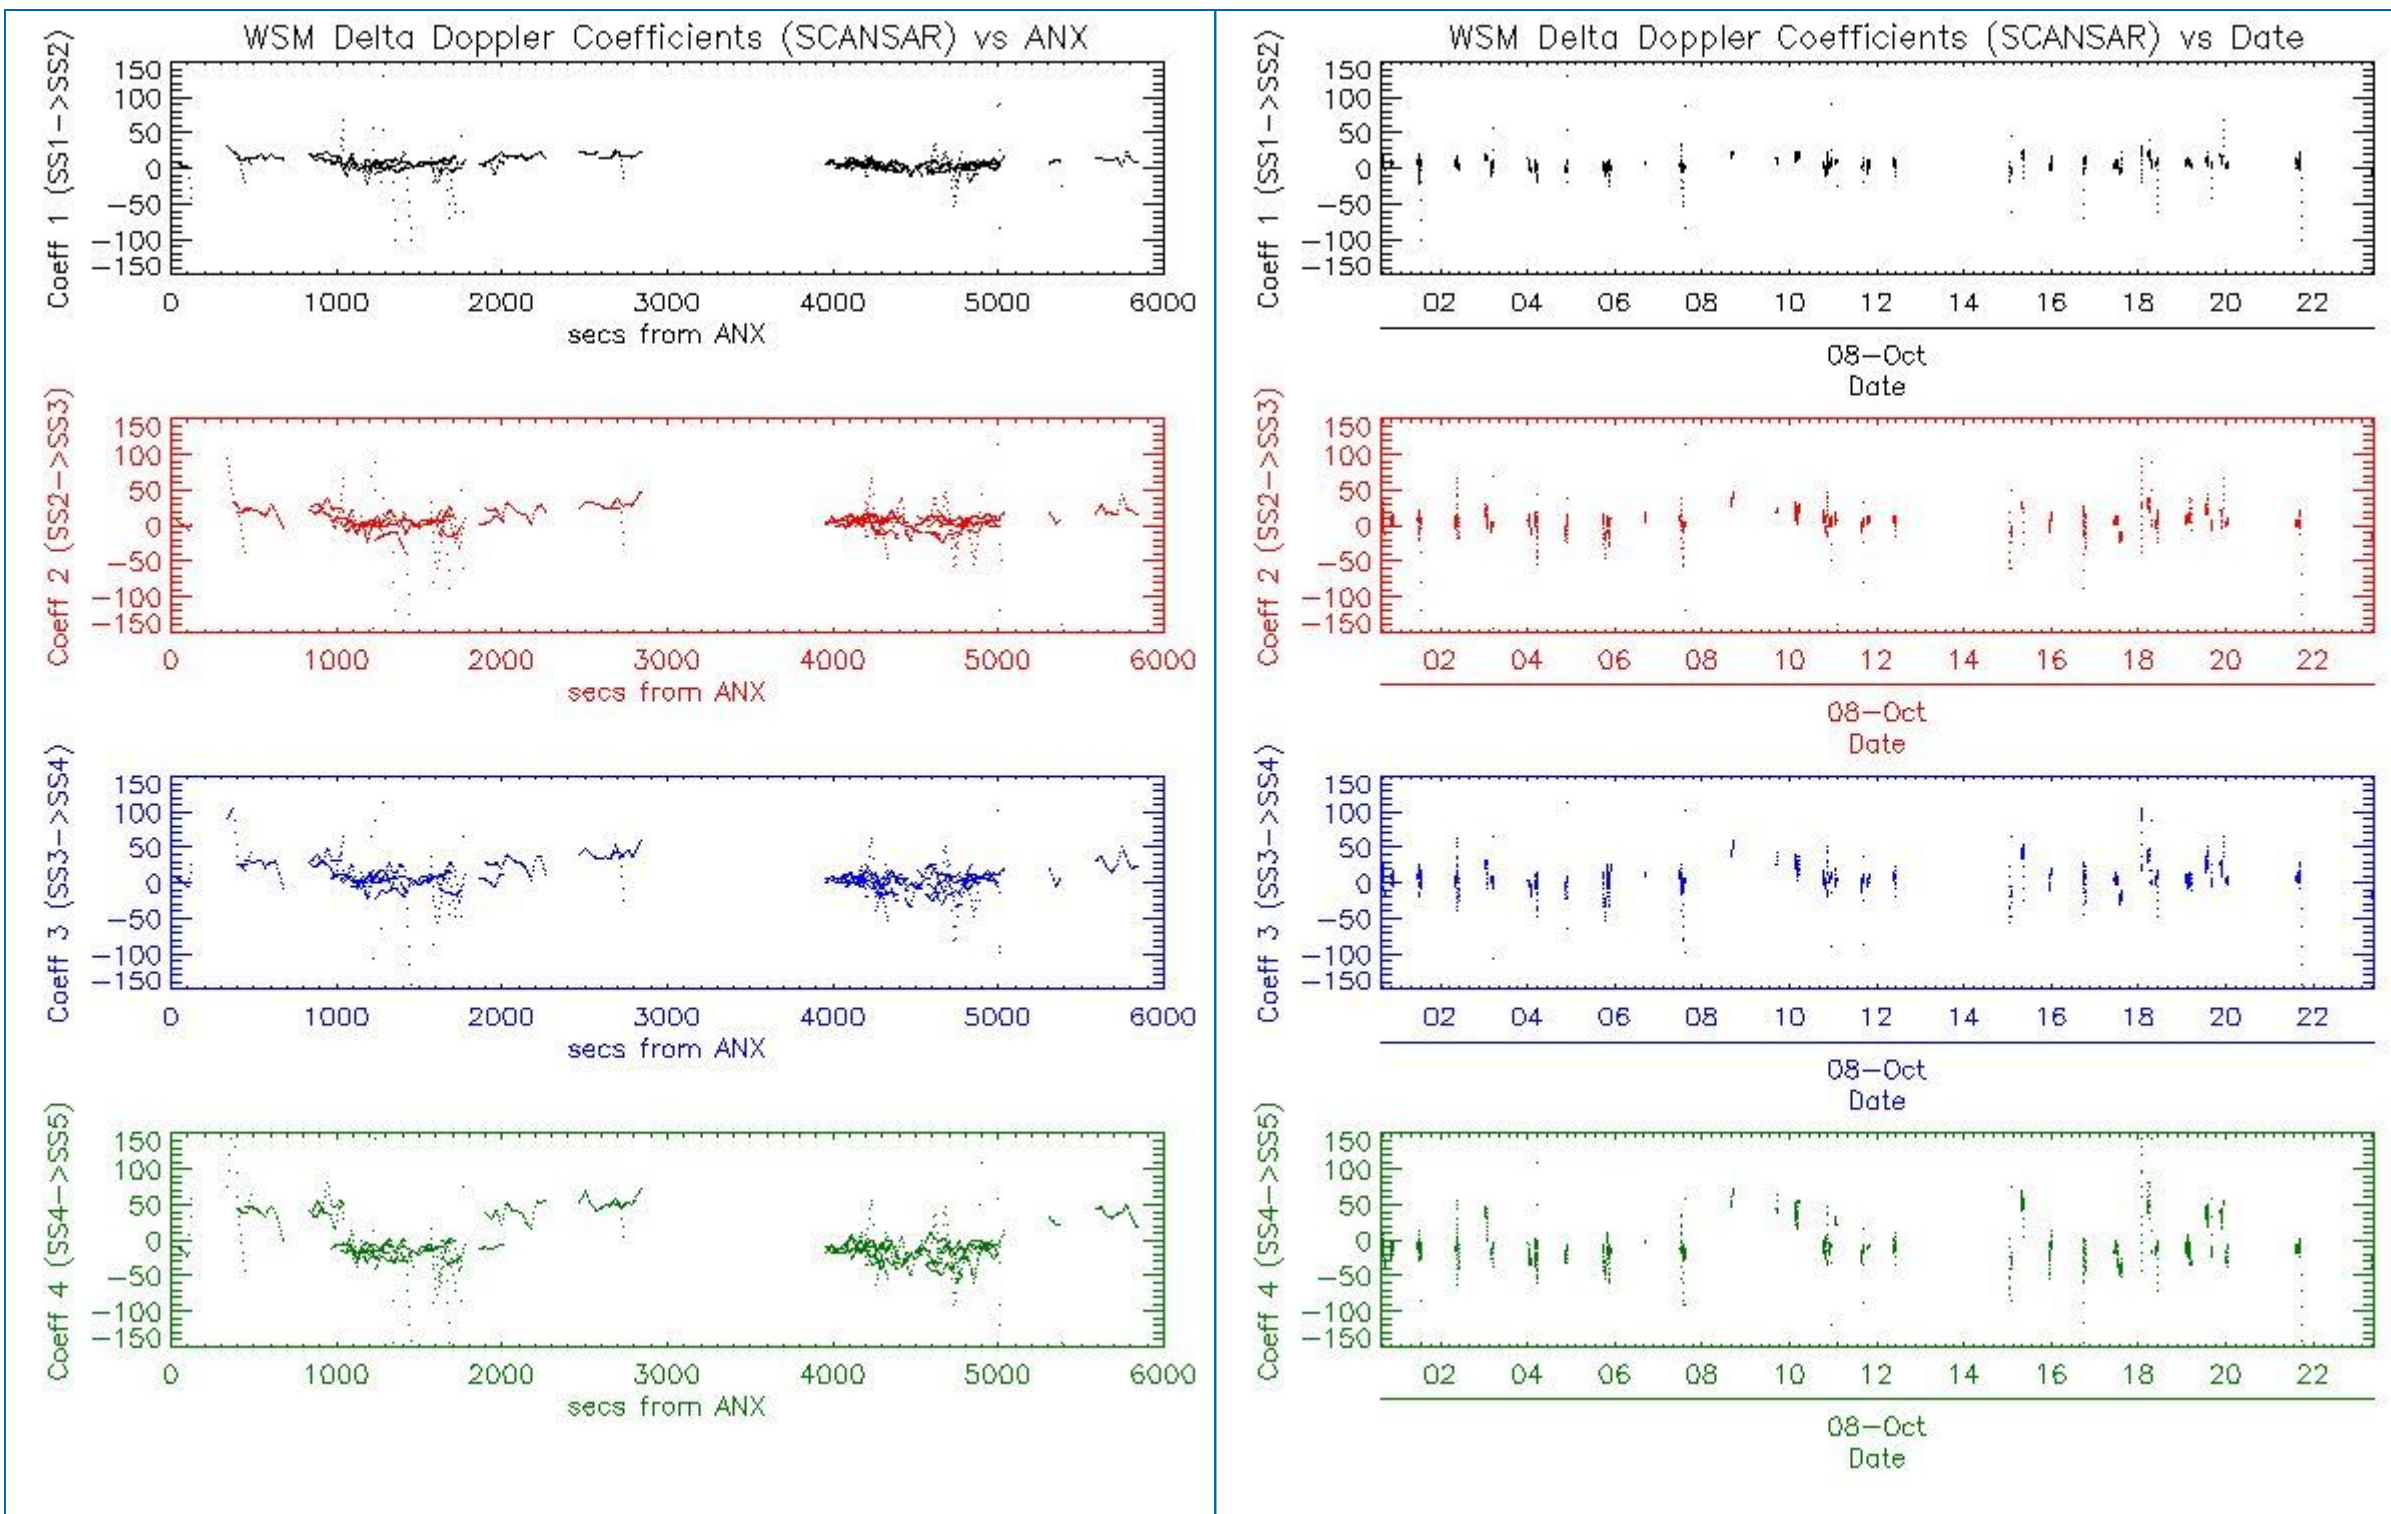 WSM Delta Doppler Coefficients (SCANSAR) vs ANX
Coeff 1 (SS1->SS2)
150
100
50
0
-50
-100
-150
0 1000 2000 3000 4000 5000 6000
secs from ANX
Coeff 2 (SS2->SS3)
150
100
50
0
-50
-100
-150
0 1000 2000 3000 4000 5000 6000
secs from ANX
Coeff 3 (SS3->SS4)
150
100
50
0
-50
-100
-150
0 1000 2000 3000 4000 5000 6000
secs from ANX
Coeff 4 (SS4->SS5)
150
100
50
0
-50
-100
-150
0 1000 2000 3000 4000 5000 6000
secs from ANX
WSM Delta Doppler Coefficients (SCANSAR) vs Date
Coeff 1 (SS1->SS2)
150
100
50
0
-50
-100
-150
02 04 06 08 10 12 14 16 18 20 22
08-Oct
Date
Coeff 2 (SS2->SS3)
150
100
50
0
-50
-100
-150
02 04 06 08 10 12 14 16 18 20 22
08-Oct
Date
Coeff 3 (SS3->SS4)
150
100
50
0
-50
-100
-150
02 04 06 08 10 12 14 16 18 20 22
08-Oct
Date
Coeff 4 (SS4->SS5)
150
100
50
0
-50
-100
-150
02 04 06 08 10 12 14 16 18 20 22
08-Oct
Date